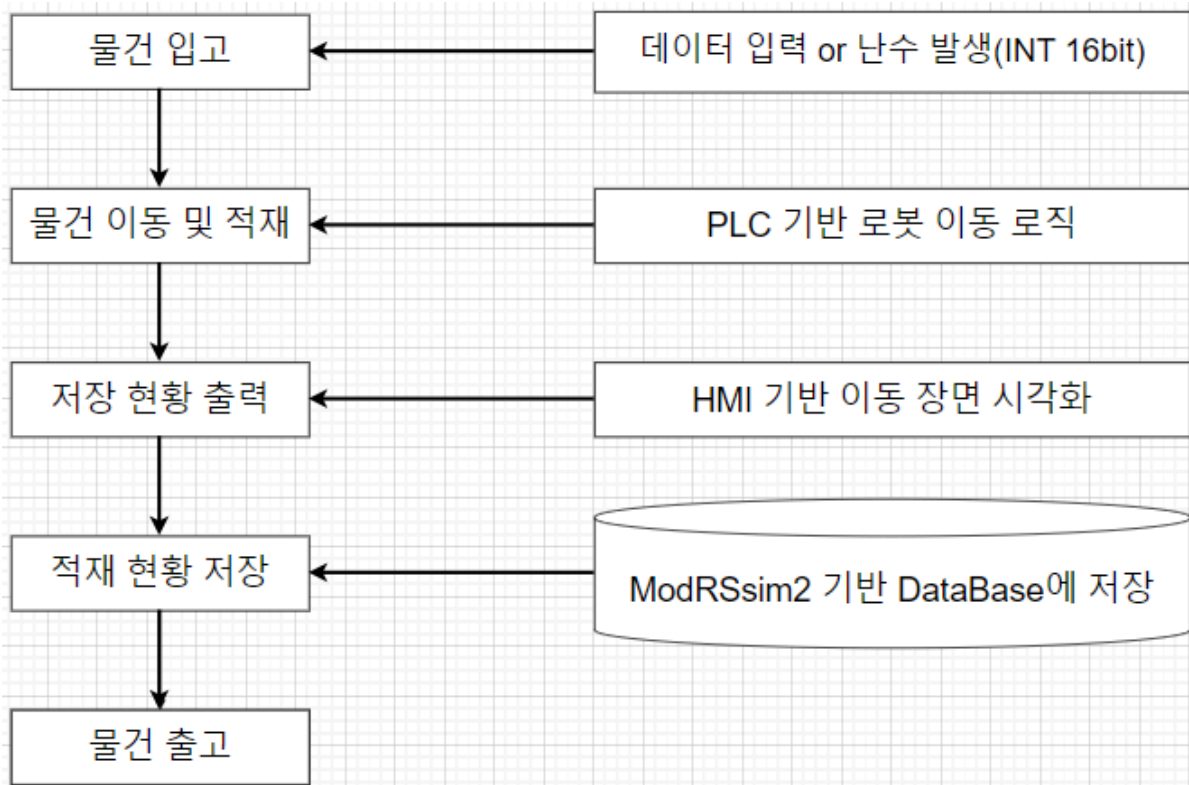 물건 입고
데이터 입력 or 난수 발생(INT 16bit)
물건 이동 및 적재
PLC 기반 로봇 이동 로직
저장 현황 출력
HMI 기반 이동 장면 시각화
적재 현황 저장
ModRSsim2 기반 DataBase에 저장
물건 출고